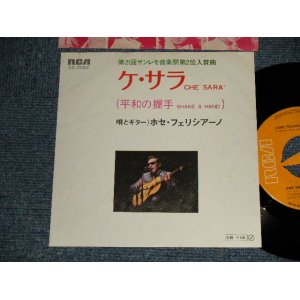 RCA
第21回サンレモ音楽祭第2位入賞曲
ケ・サラ
CHE SARA'
(平和の握手 SHAKE A HAND)
唄とギター)ホセ・フェリシアーノ
RCA